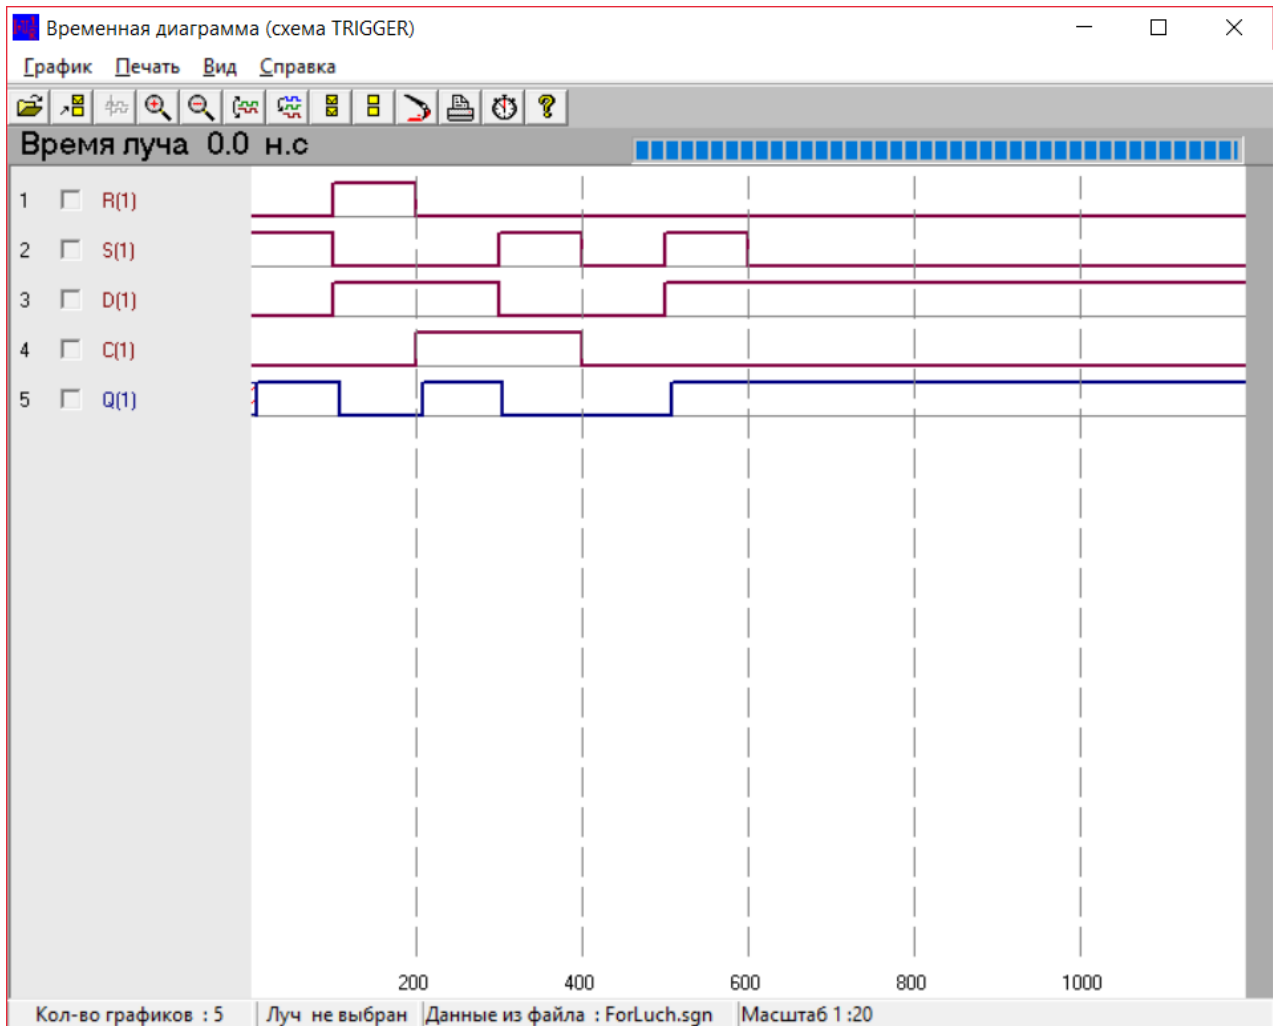 Временная диаграмма (схема TRIGGER)
График Печать Вид Справка
Время луча 0.0 н.с
1 R(1)
2 S(1)
3 D(1)
4 C(1)
5 Q(1)
200 400 600 800 1000
Кол-во графиков : 5 Луч не выбран Данные из файла : ForLuch.sgn Масштаб 1 :20